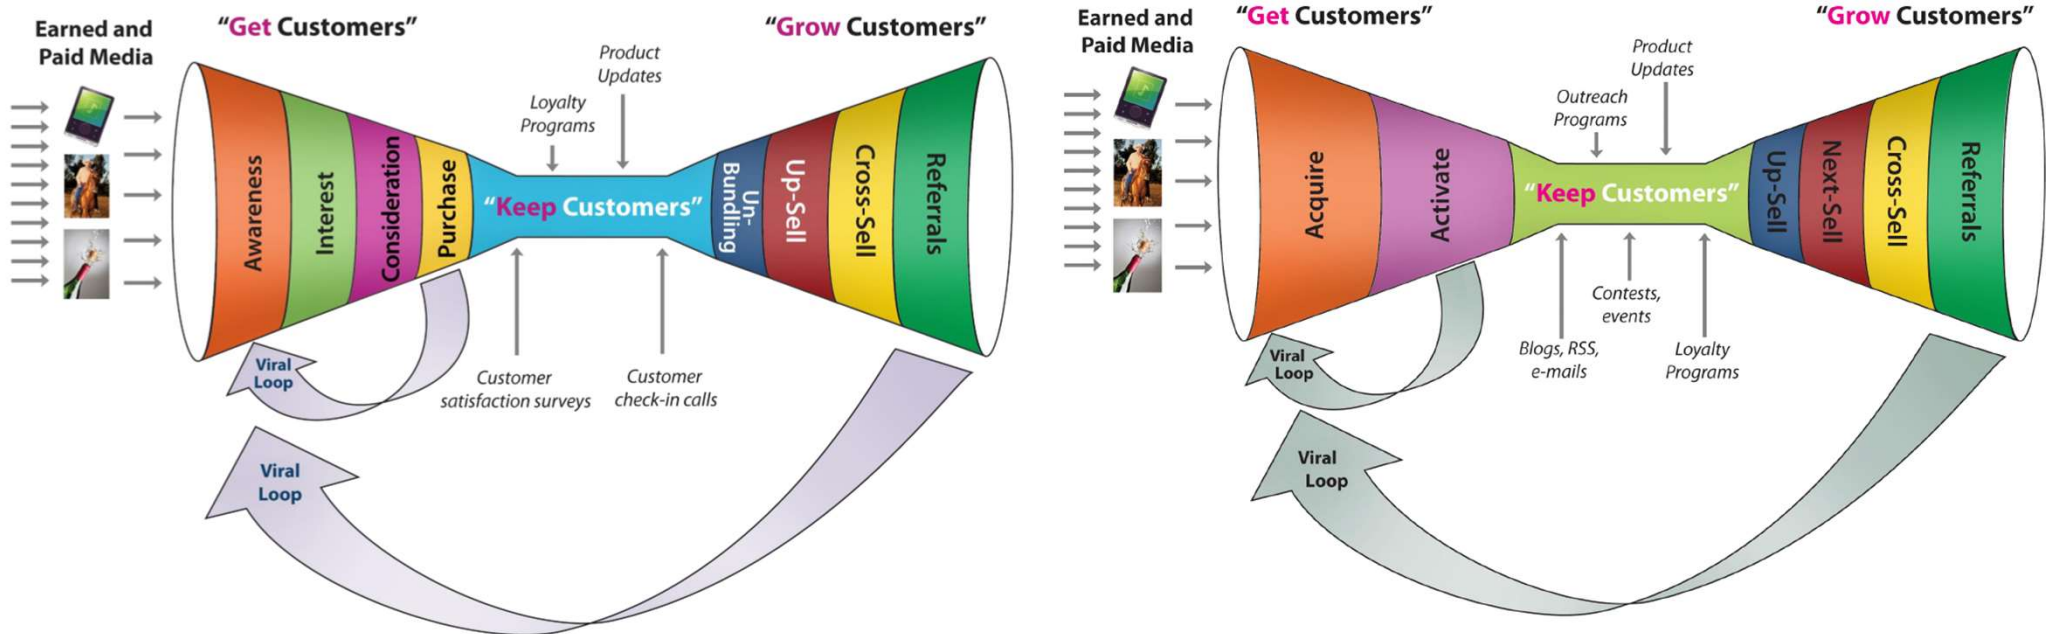 Earned and
Paid Media
“Get Customers”
“Grow Customers”
Product
Updates
Loyalty
Programs
Awareness
Interest
Consideration
Purchase
“Keep Customers”
Un-
Bundling
Up-Sell
Cross-Sell
Referrals
Viral
Loop
Customer
satisfaction surveys
Customer
check-in calls
Viral
Loop
Earned and
Paid Media
“Get Customers”
“Grow Customers”
Product
Updates
Outreach
Programs
Acquire
Activate
“Keep Customers”
Up-Sell
Next-Sell
Cross-Sell
Referrals
Contests,
events
Viral
Loop
Blogs, RSS,
e-mails
Loyalty
Programs
Viral
Loop